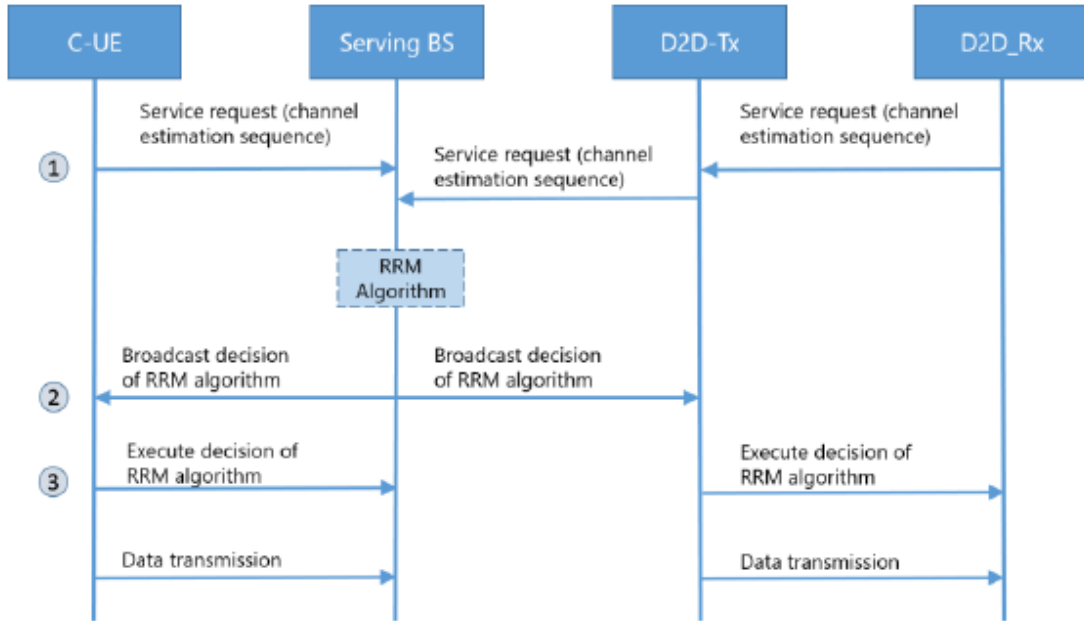 C-UE
Serving BS
D2D-Tx
D2D_Rx
Service request (channel
estimation sequence)
Service request (channel
estimation sequence)
1
Service request (channel
estimation sequence)
RRM
Algorithm
Broadcast decision
of RRM algorithm
Broadcast decision
of RRM algorithm
2
Execute decision of
RRM algorithm
Execute decision of
RRM algorithm
3
Data transmission
Data transmission